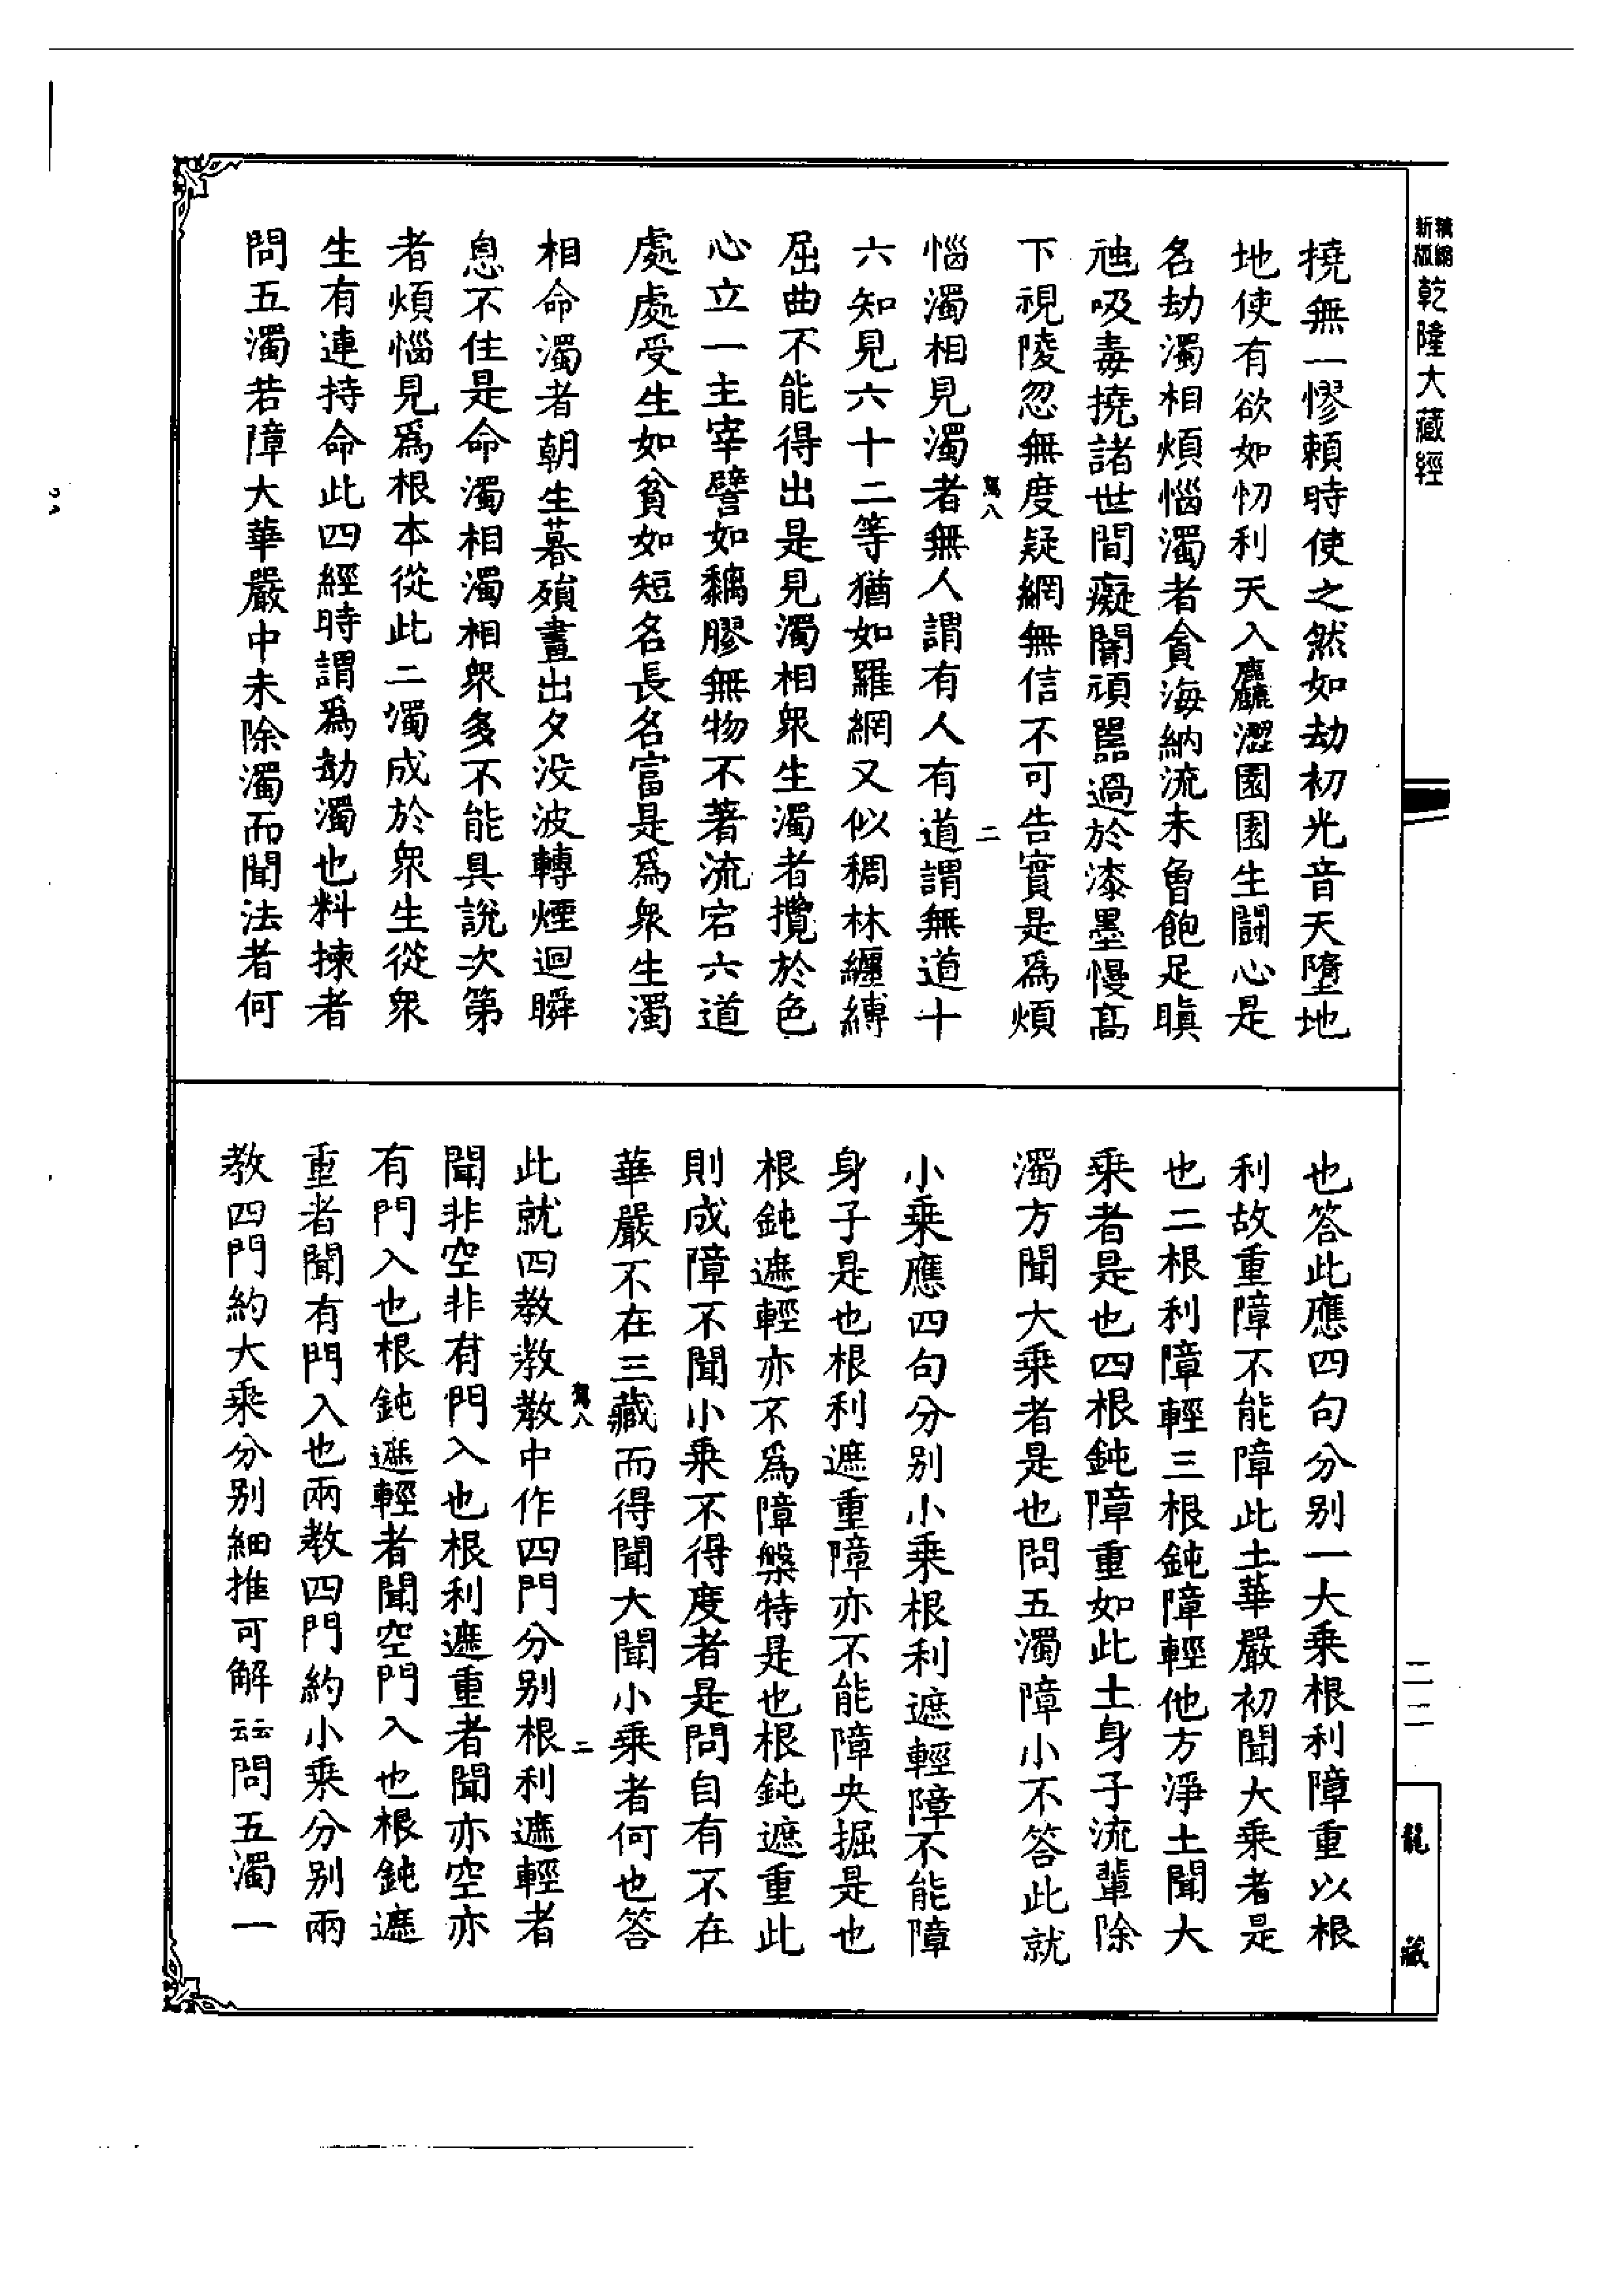 新版精縮乾隆大藏經
撓無一憀賴時使之然如劫初光音天墮地
地使有欲如忉利天入麤澀園園生鬪心是
名劫濁相煩惱濁者貪海納流未曾飽足瞋
虺吸毒撓諸世間癡闇頑嚚過於漆墨慢高
下視陵忽無度疑網無信不可告實是爲煩
駕八
二
惱濁相見濁者無人謂有人有道謂無道十
六知見六十二等猶如羅網又似稠林纏縛
屈曲不能得出是見濁相衆生濁者攬於色
心立一主宰譬如黐膠無物不著流宕六道
處處受生如貧如短名長名富是爲衆生濁
相命濁者朝生暮殞晝出夕没波轉煙迴瞬
息不住是命濁相濁相衆多不能具說次第
者煩惱見爲根本從此二濁成於衆生從衆
生有連持命此四經時謂爲劫濁也料揀者
問五濁若障大華嚴中未除濁而聞法者何
也答此應四句分别一大乘根利障重以根
利故重障不能障此土華嚴初聞大乘者是
也二根利障輕三根鈍障輕他方淨土聞大
乘者是也四根鈍障重如此土身子流輩除
濁方聞大乘者是也問五濁障小不答此就
小乘應四句分别小乘根利遮輕障不能障
身子是也根利遮重障亦不能障央掘是也
根鈍遮輕亦不爲障槃特是也根鈍遮重此
則成障不聞小乘不得度者是問自有不在
華嚴不在三藏而得聞大聞小乘者何也答
駕八
二
此就四教教教中作四門分别根利遮輕者
聞非空非有門入也根利遮重者聞亦空亦
有門入也根鈍遮輕者聞空門入也根鈍遮
重者聞有門入也兩教四門約小乘分别兩
教四門約大乘分别細推可解云云問五濁一
二二
龍藏